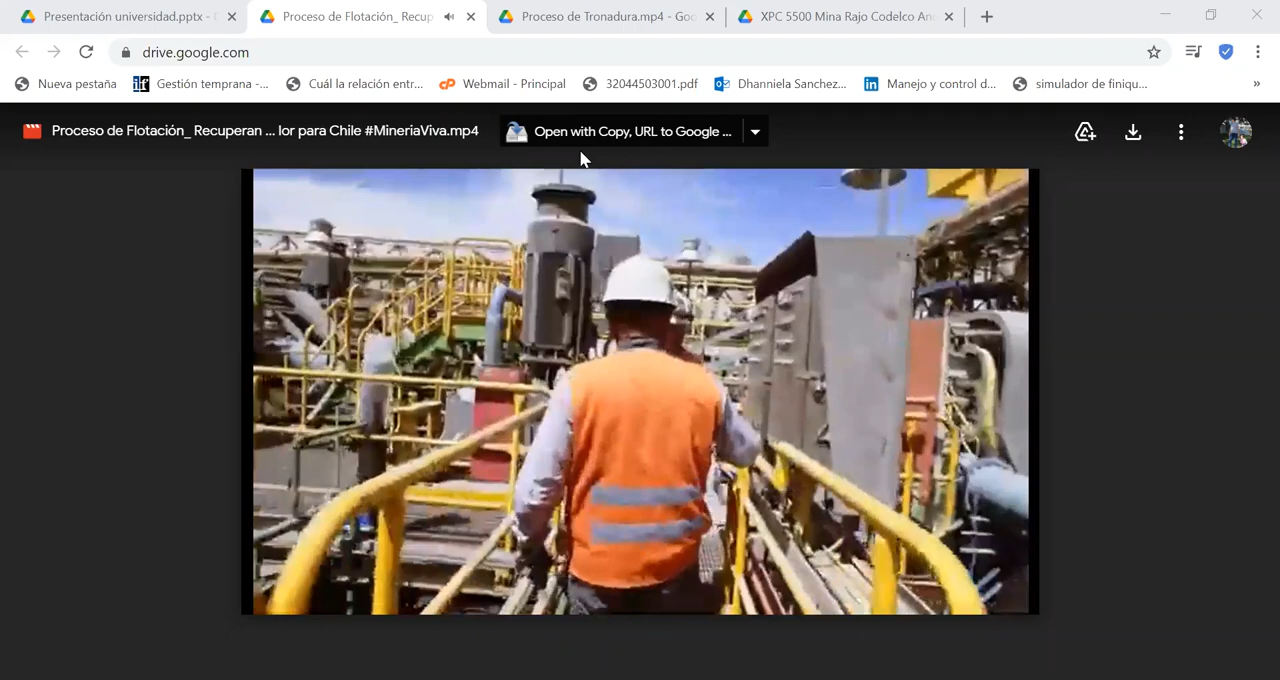 Presentación universidad.pptx - 
Proceso de Flotación_ Recup
Proceso de Tronadura.mp4 - Goo
XPC 5500 Mina Rajo Codelco An
drive.google.com
Nueva pestaña
Gestión temprana -...
Cuál la relación entr...
Webmail - Principal
32044503001.pdf
Dhanniela Sanchez...
Manejo y control d...
simulador de finiqu...
»
Proceso de Flotación_ Recuperan ... lor para Chile #MineriaViva.mp4
Open with Copy, URL to Google ...